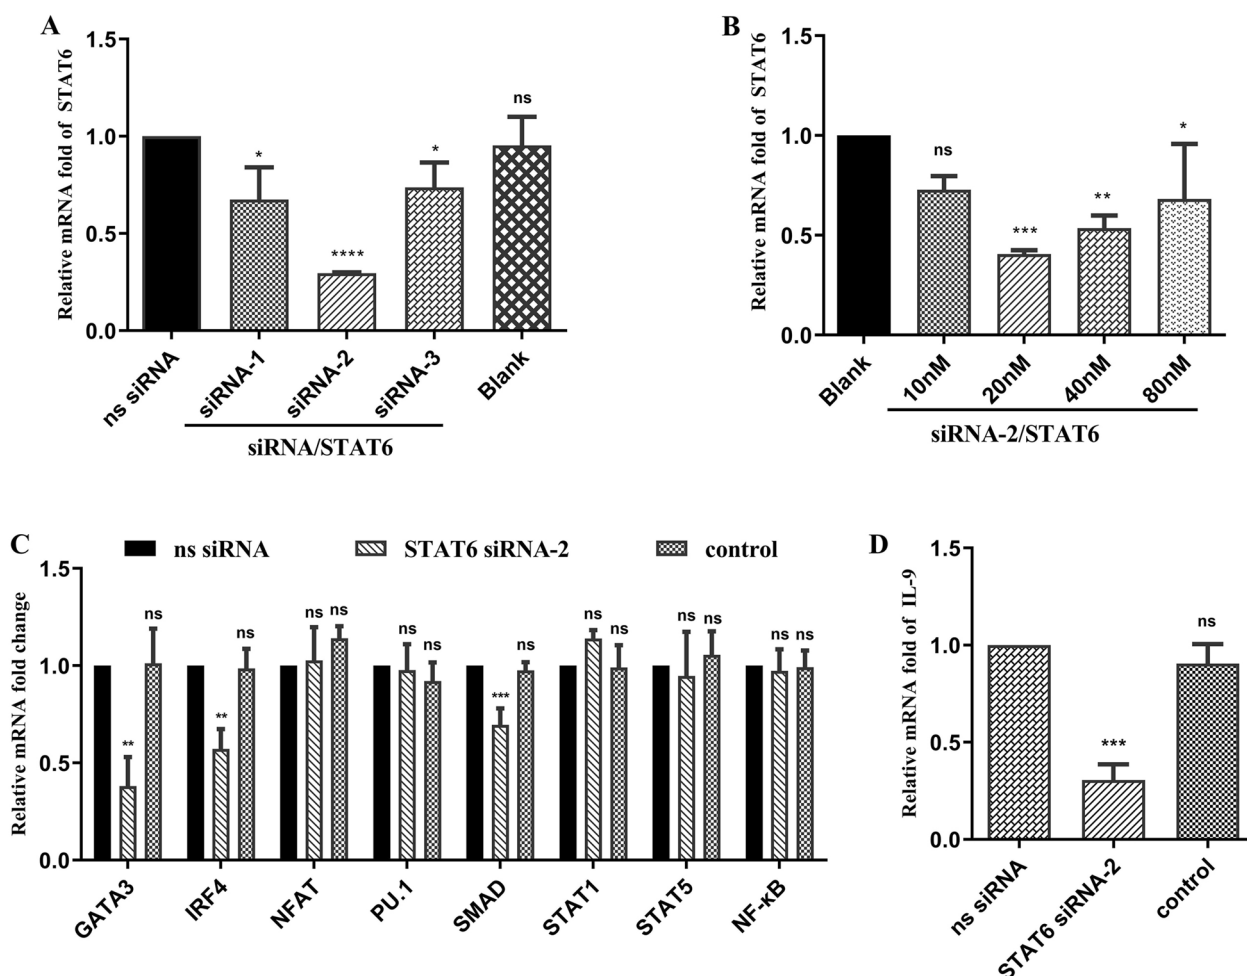 A
Relative mRNA fold of STAT6
1.5
1.0
0.5
0.0
*
****
*
ns
ns siRNA
siRNA-1
siRNA-2
siRNA-3
Blank
siRNA/STAT6
B
Relative mRNA fold of STAT6
1.5
1.0
0.5
0.0
ns
***
**
*
Blank
10nM
20nM
40nM
80nM
siRNA-2/STAT6
C
ns siRNA
STAT6 siRNA-2
control
Relative mRNA fold change
1.5
1.0
0.5
0.0
**
ns
**
ns
ns
ns
ns
ns
***
ns
ns
ns
ns
ns
ns
ns
GATA3
IRF4
NFAT
PU.1
SMAD
STAT1
STAT5
NF-κB
D
Relative mRNA fold of IL-9
1.5
1.0
0.5
0.0
***
ns
ns siRNA
STAT6 siRNA-2
control